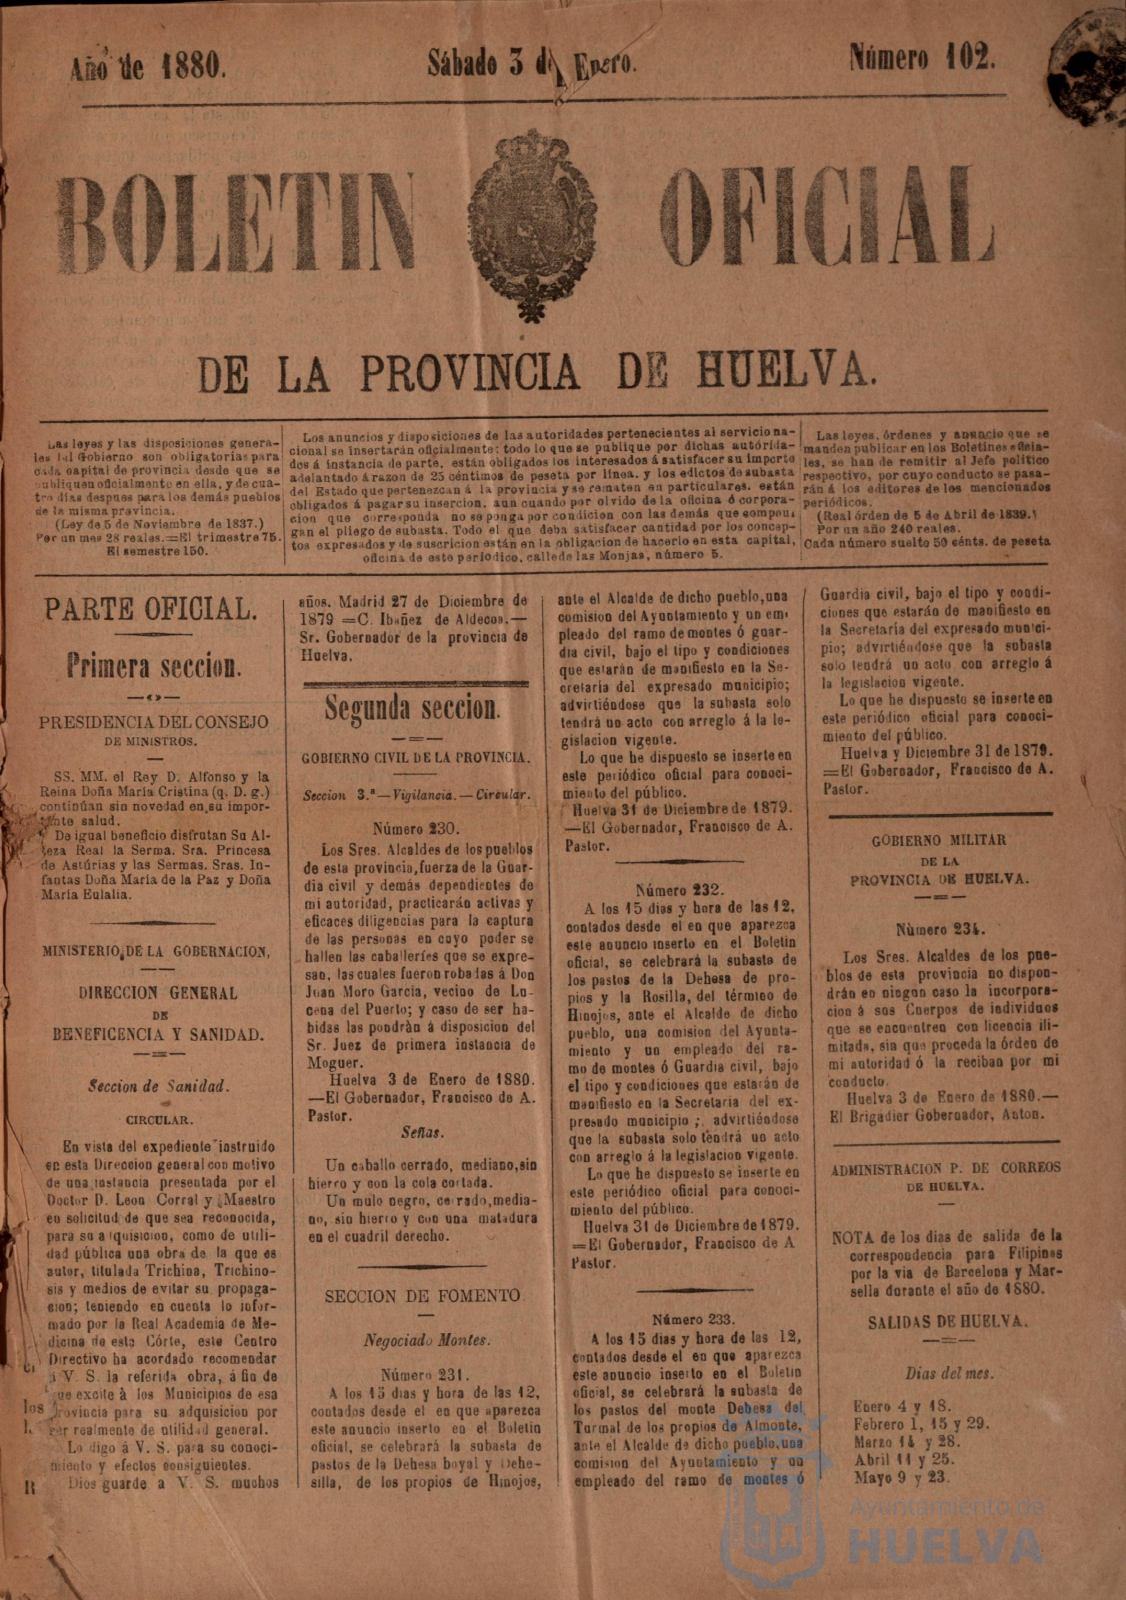 Año de 1880.
Sábado 3 de Enero.
Número 102.
BOLETIN OFICIAL
DE LA PROVINCIA DE HUELVA.
Las leyes y las disposiciones genera-
les del Gobierno son obligatorias para
cada capital de provincia desde que se
publiquen oficialmente en ella, y de cua-
tro dias despues para los demás pueblos
de la misma provincia.
(Ley de 5 de Noviembre de 1837.)
Por un mes 28 reales.=El trimestre 75.
El semestre 150.
Los anuncios y disposiciones de las autoridades pertenecientes al servicio na-
cional se insertarán oficialmente: todo lo que se publique por dichas autorida-
des á instancia de parte, están obligados los interesados á satisfacer su importe
adelantado á razon de 25 céntimos de peseta por linea. y los edictos de subasta
del Estado que pertenezcan á la provincia y se rematen en particulares. están
obligados á pagar su insercion, aun cuando por olvido de la oficina ó corpora-
cion que corresponda no se ponga por condicion con las demás que compon-
gan el pliego de subasta. Todo el que deba satisfacer cantidad por los concep-
tos expresados y de suscricion están en la obligacion de hacerlo en esta capital,
oficina de este periodico, calle de las Monjas, número 5.
Las leyes, órdenes y anuncio que se
manden publicar en los Boletines oficia-
les, se han de remitir al Jefe politico
respectivo, por cuyo conducto se pasa-
rán á los editores de los mencionados
periódicos.
(Real órden de 5 de Abril de 1839.)
Por un año 240 reales.
Cada número suelto 50 cénts. de peseta
PARTE OFICIAL.
Primera seccion.
PRESIDENCIA DEL CONSEJO
DE MINISTROS.
SS. MM. el Rey D. Alfonso y la
Reina Doña María Cristina (q. D. g.)
continúan sin novedad en su impor-
tante salud.
De igual beneficio disfrutan Su Al-
teza Real la Serma. Sra. Princesa
de Astúrias y las Sermas. Sras. In-
fantas Doña María de la Paz y Doña
María Eulalia.
MINISTERIO DE LA GOBERNACION,
DIRECCION GENERAL
DE
BENEFICENCIA Y SANIDAD.
Seccion de Sanidad.
CIRCULAR.
En vista del expediente instruido
en esta Direccion general con motivo
de una instancia presentada por el
Doctor D. Leon Corral y Maestro
en solicitud de que sea reconocida,
para su a quisicion, como de utili-
dad pública una obra de la que es
autor, titulada Trichina, Trichino-
sis y medios de evitar su propaga-
cion; teniendo en cuenta lo infor-
mado por la Real Academia de Me-
dicina de esta Córte, este Centro
Directivo ha acordado recomendar
á V. S. la referida obra, á fin de
que excite á los Municipios de esa
provincia para su adquisicion por
ser realmente de utilidad general.
Lo digo á V. S. para su conoci-
miento y efectos consiguientes.
Dios guarde a V. S. muchos
años. Madrid 27 de Diciembre de
1879 =C. Ibañez de Aldecoa.—
Sr. Gobernador de la provincia de
Huelva.
Segunda seccion.
GOBIERNO CIVIL DE LA PROVINCIA.
Seccion 3.ª—Vigilancia.—Circular.
Número 230.
Los Sres. Alcaldes de los pueblos
de esta provincia, fuerza de la Guar-
dia civil y demás dependientes de
mi autoridad, practicarán activas y
eficaces diligencias para la captura
de las personas en cuyo poder se
hallen las caballeríes que se expre-
san, las cuales fueron roba las á Don
Juan Moro Garcia, vecino de Lu-
cena del Puerto; y caso de ser ha-
bidas las pondràn á disposicion del
Sr. Juez de primera instancia de
Moguer.
Huelva 3 de Enero de 1880.
—El Gobernador, Francisco de A.
Pastor.
Señas.
Un caballo cerrado, mediano, sin
hierro y con la cola cortada.
Un mulo negro, cerrado, media-
no, sin hierro y con una matadura
en el cuadril derecho.
SECCION DE FOMENTO
Negociado Montes.
Número 231.
A los 15 dias y hora de las 12,
contados desde el en que aparezca
este anuncio inserto en el Boletin
oficial, se celebrará la subasta de
pastos de la Dehesa boyal y Dehe-
silla, de los propios de Hinojos,
ante el Alcalde de dicho pueblo, una
comision del Ayuntamiento y un em-
pleado del ramo de montes ó guar-
dia civil, bajo el tipo y condiciones
que estarán de manifiesto en la Se-
cretaria del expresado municipio;
advirtiéndose que la subasta solo
tendrá un acto con arreglo á la le-
gislacion vigente.
Lo que he dispuesto se inserte en
este periódico oficial para conoci-
miento del público.
Huelva 31 de Diciembre de 1879.
—El Gobernador, Francisco de A.
Pastor.
Número 232.
A los 15 dias y hora de las 12,
contados desde el en que aparezca
este anuncio inserto en el Boletin
oficial, se celebrará la subasta de
los pastos de la Dehesa de pro-
pios y la Rosilla, del término de
Hinojos, ante el Alcalde de dicho
pueblo, una comision del Ayunta-
miento y un empleado del ra-
mo de montes ó Guardia civil, bajo
el tipo y condiciones que estarán de
manifiesto en la Secretaria del ex-
presado municipio ; advirtiéndose
que la subasta solo tendrá un acto
con arreglo á la legislacion vigente.
Lo que he dispuesto se inserte en
este periódico oficial para conoci-
miento del público.
Huelva 31 de Diciembre de 1879.
=El Gobernador, Francisco de A
Pastor.
Número 233.
A los 15 dias y hora de las 12,
contados desde el en que aparezca
este anuncio inserto en el Boletin
oficial, se celebrará la subasta de
los pastos del monte Dehesa del
Turmal de los propios de Almonte,
ante el Alcalde de dicho pueblo, una
comision del Ayuntamiento y un
empleado del ramo de montes ó
Guardia civil, bajo el tipo y condi-
ciones que estarán de manifiesto en
la Secretaria del expresado munici-
pio; advirtiéndose que la subasta
solo tendrá un acto con arreglo á
la legislacion vigente.
Lo que he dispuesto se inserte en
este periódico oficial para conoci-
miento del público.
Huelva y Diciembre 31 de 1879.
=El Gobernador, Francisco de A.
Pastor.
GOBIERNO MILITAR
DE LA
PROVINCIA DE HUELVA.
Número 234.
Los Sres. Alcaldes de los pue-
blos de esta provincia no dispon-
drán en ningun caso la incorpora-
cion á sus Cuerpos de individuos
que se encuentren con licencia ili-
mitada, sin que proceda la órden de
mi autoridad ó la reciban por mi
conducto.
Huelva 3 de Enero de 1880.—
El Brigadier Gobernador, Anton.
ADMINISTRACION P. DE CORREOS
DE HUELVA.
NOTA de los dias de salida de la
correspondencia para Filipinas
por la via de Barcelona y Mar-
sella durante el año de 1880.
SALIDAS DE HUELVA.
Dias del mes.
Enero 4 y 18.
Febrero 1, 15 y 29.
Marzo 14 y 28.
Abril 11 y 25.
Mayo 9 y 23.
Ayuntamiento de
HUELVA